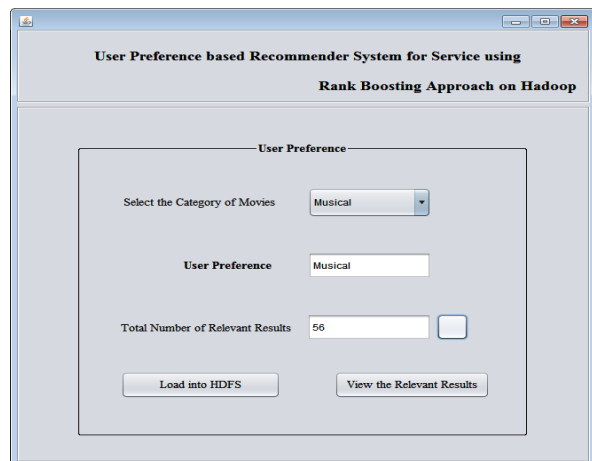 User Preference based Recommender System for Service using
Rank Boosting Approach on Hadoop
User Preference
Select the Category of Movies Musical
User Preference Musical
Total Number of Relevant Results 56
Load into HDFS View the Relevant Results